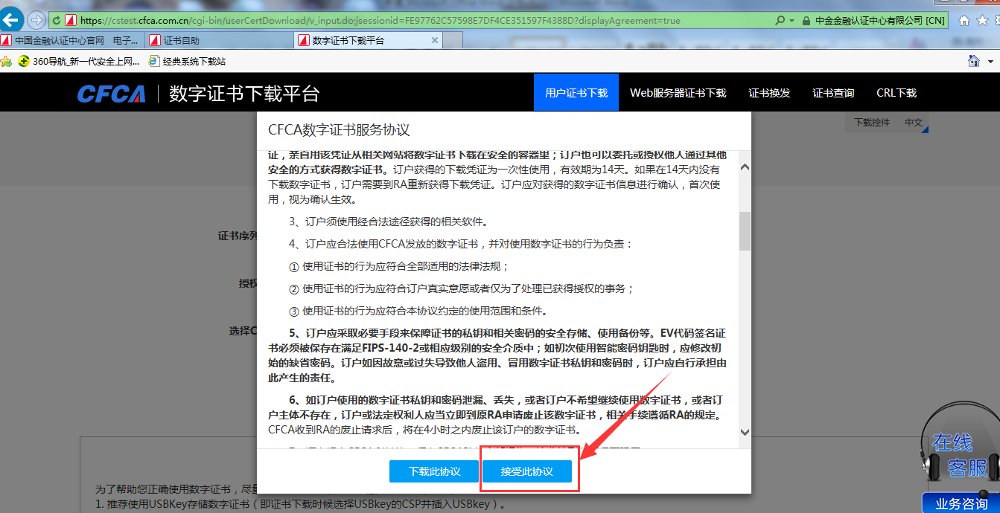 https://cstest.cfca.com.cn/cgi-bin/userCertDownload/v_input.do;jsessionid=FE97762C57598E7DF4CE351597F4388D?displayAgreement=true
中金金融认证中心有限公司 [CN]
中国金融认证中心官网 电子...
证书自助
数字证书下载平台
360导航_新一代安全上网...
经典系统下载站
CFCA 数字证书下载平台
用户证书下载
Web服务器证书下载
证书换发
证书查询
CRL下载
下载控件
中文
CFCA数字证书服务协议
证，亲自用该凭证从相关网站将数字证书下载在安全的容器里；订户也可以委托或授权他人通过其他
安全的方式获得数字证书。订户获得的下载凭证为一次性使用，有效期为14天。如果在14天内没有
下载数字证书，订户需要到RA重新获得下载凭证。订户应对获得的数字证书信息进行确认，首次使
用，视为确认生效。
3、订户须使用经合法途径获得的相关软件。
4、订户应合法使用CFCA发放的数字证书，并对使用数字证书的行为负责：
① 使用证书的行为应符合全部适用的法律法规；
② 使用证书的行为应符合订户真实意愿或者仅为了处理已获得授权的事务；
③ 使用证书的行为应符合本协议约定的使用范围和条件。
5、订户应采取必要手段来保障证书的私钥和相关密码的安全存储、使用备份等。EV代码签名证
书必须被保存在满足FIPS-140-2或相应级别的安全介质中；如初次使用智能密码钥匙时，应修改初
始的缺省密码。订户如因故意或过失导致他人盗用、冒用数字证书私钥和密码时，订户应自行承担由
此产生的责任。
6、如订户使用的数字证书私钥和密码泄漏、丢失，或者订户不希望继续使用数字证书，或者订
户主体不存在，订户或法定权利人应当立即到原RA申请废止该数字证书，相关手续遵循RA的规定。
CFCA收到RA的废止请求后，将在4小时之内废止该订户的数字证书。
下载此协议
接受此协议
证书序列
授权
选择C
为了帮助您正确使用数字证书，尽量
1. 推荐使用USBKey存储数字证书（即证书下载时候选择USBkey的CSP并插入USBkey）。
在线
客服
业务咨询